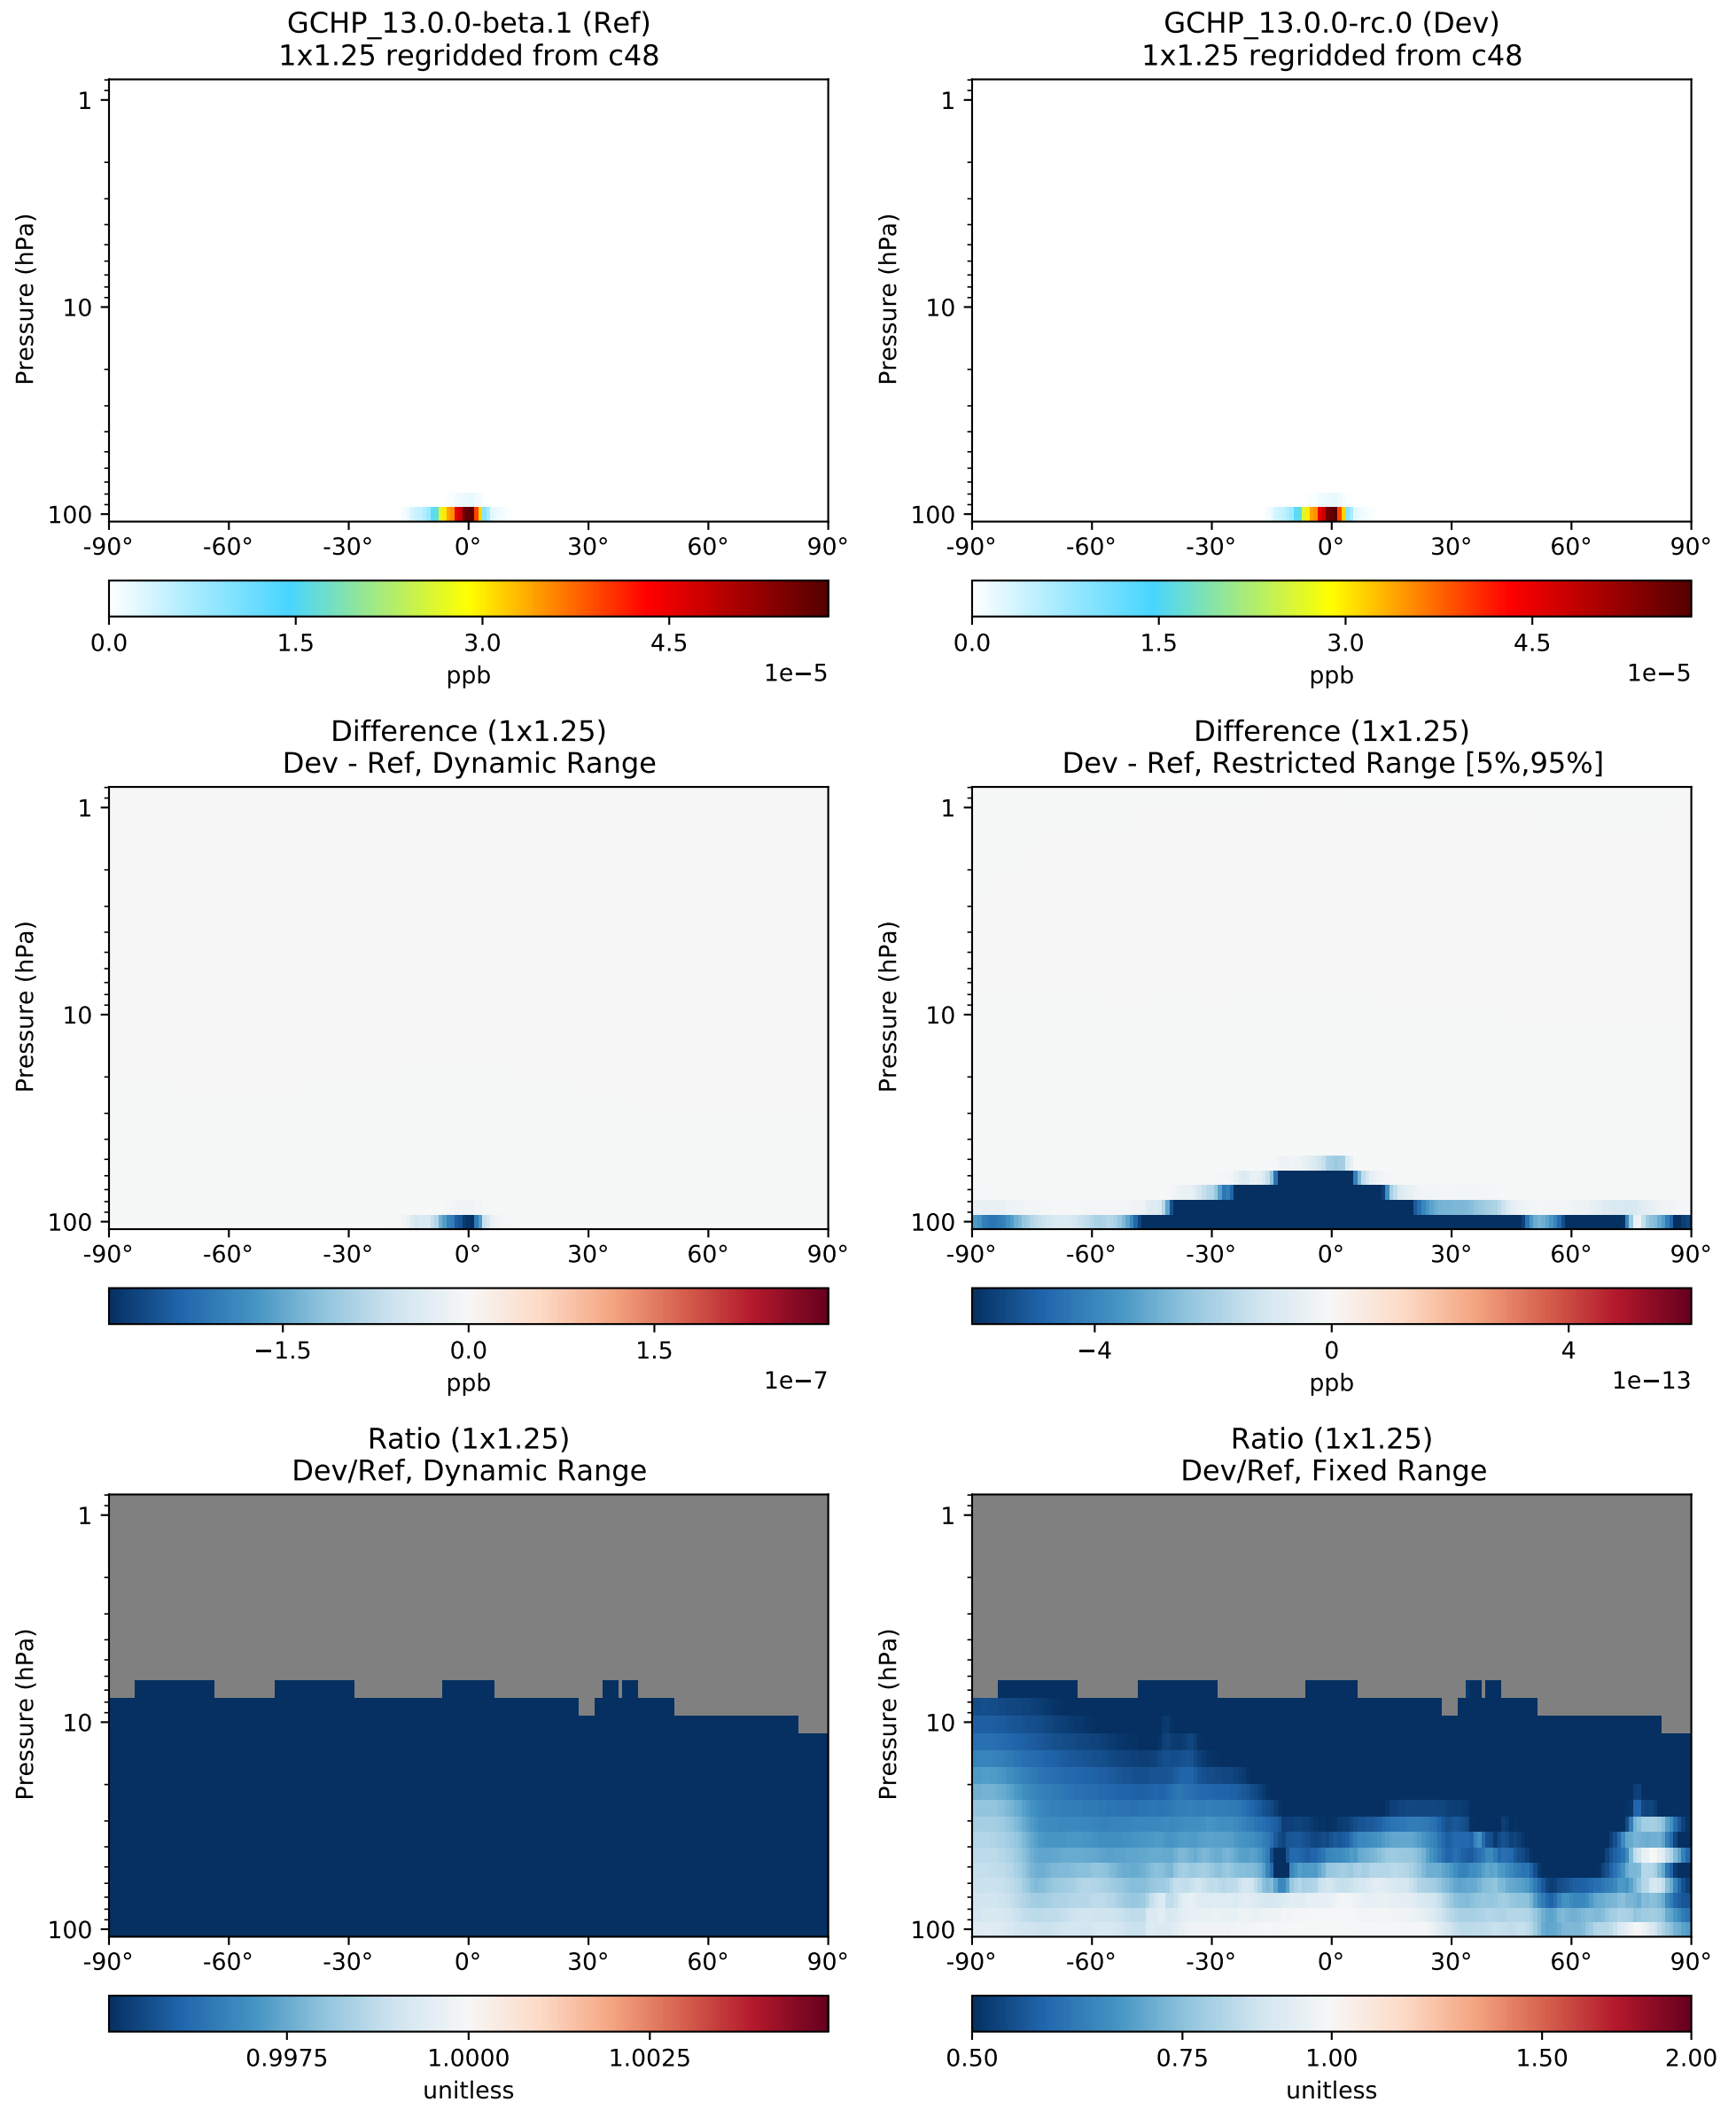 GCHP_13.0.0-beta.1 (Ref)
1x1.25 regridded from c48
Pressure (hPa)
1
10
100
-90° -60° -30° 0° 30° 60° 90°
0.0 1.5 3.0 4.5
1e−5
ppb
GCHP_13.0.0-rc.0 (Dev)
1x1.25 regridded from c48
Pressure (hPa)
1
10
100
-90° -60° -30° 0° 30° 60° 90°
0.0 1.5 3.0 4.5
1e−5
ppb
Difference (1x1.25)
Dev - Ref, Dynamic Range
Pressure (hPa)
1
10
100
-90° -60° -30° 0° 30° 60° 90°
−1.5 0.0 1.5
1e−7
ppb
Difference (1x1.25)
Dev - Ref, Restricted Range [5%,95%]
Pressure (hPa)
1
10
100
-90° -60° -30° 0° 30° 60° 90°
−4 0 4
1e−13
ppb
Ratio (1x1.25)
Dev/Ref, Dynamic Range
Pressure (hPa)
1
10
100
-90° -60° -30° 0° 30° 60° 90°
0.9975 1.0000 1.0025
unitless
Ratio (1x1.25)
Dev/Ref, Fixed Range
Pressure (hPa)
1
10
100
-90° -60° -30° 0° 30° 60° 90°
0.50 0.75 1.00 1.50 2.00
unitless